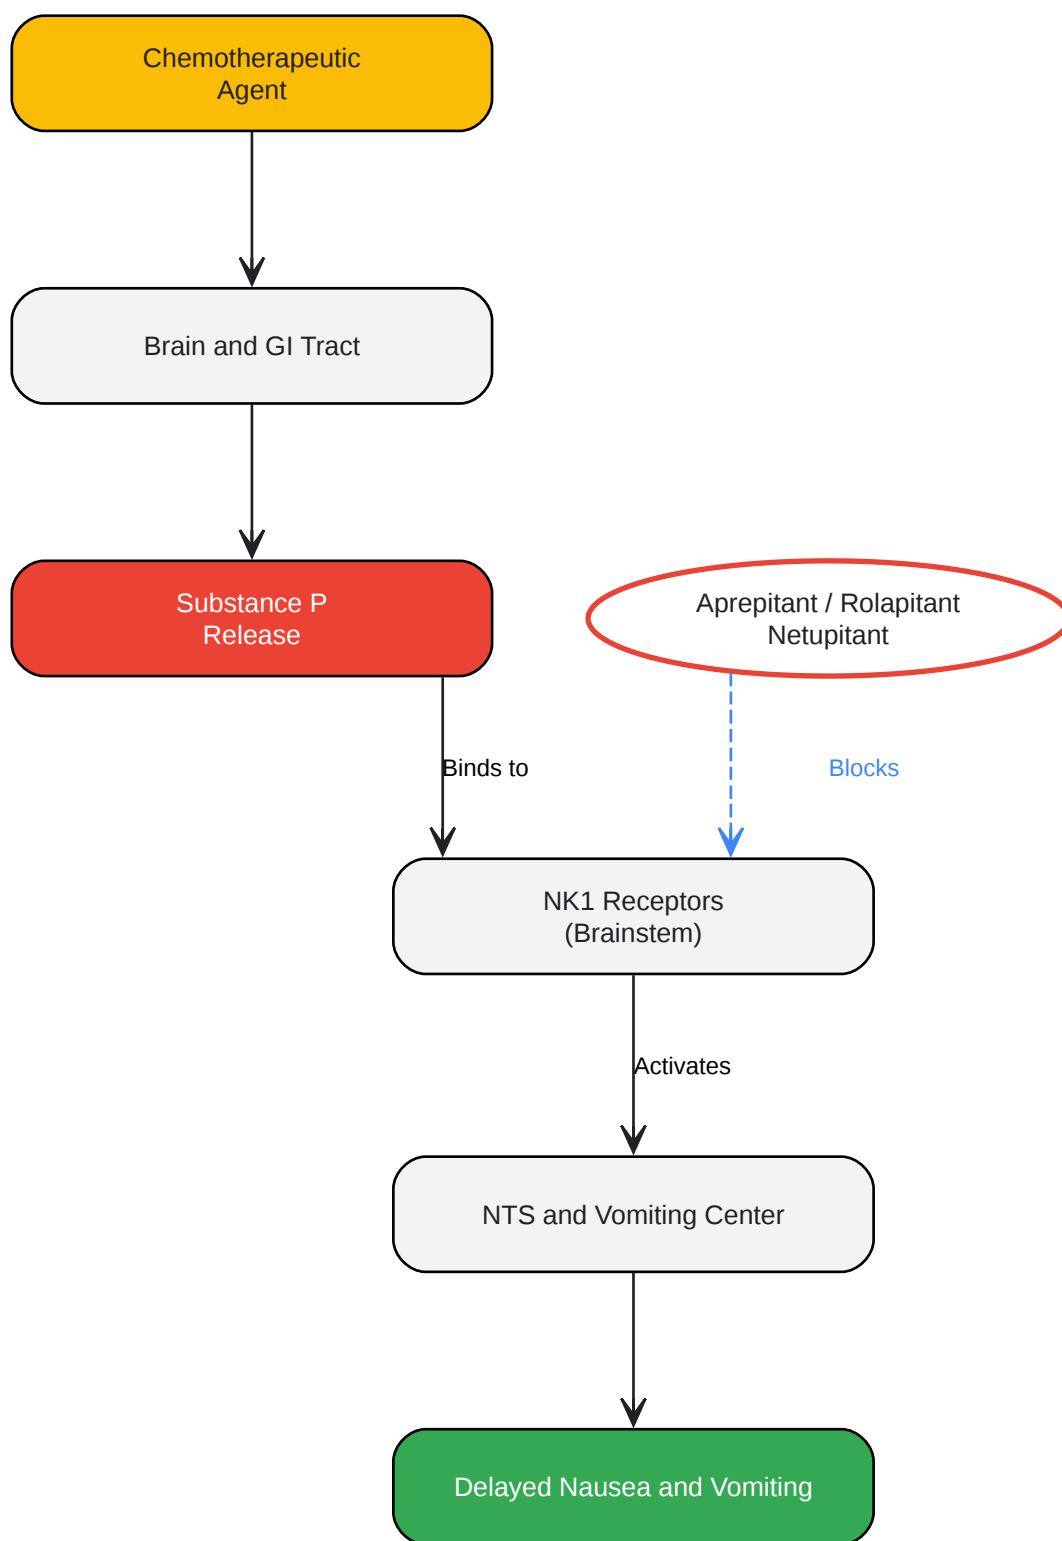 Chemotherapeutic
Agent
Brain and GI Tract
Substance P
Release
Aprepitant / Rolapitant
Netupitant
Binds to
Blocks
NK1 Receptors
(Brainstem)
Activates
NTS and Vomiting Center
Delayed Nausea and Vomiting